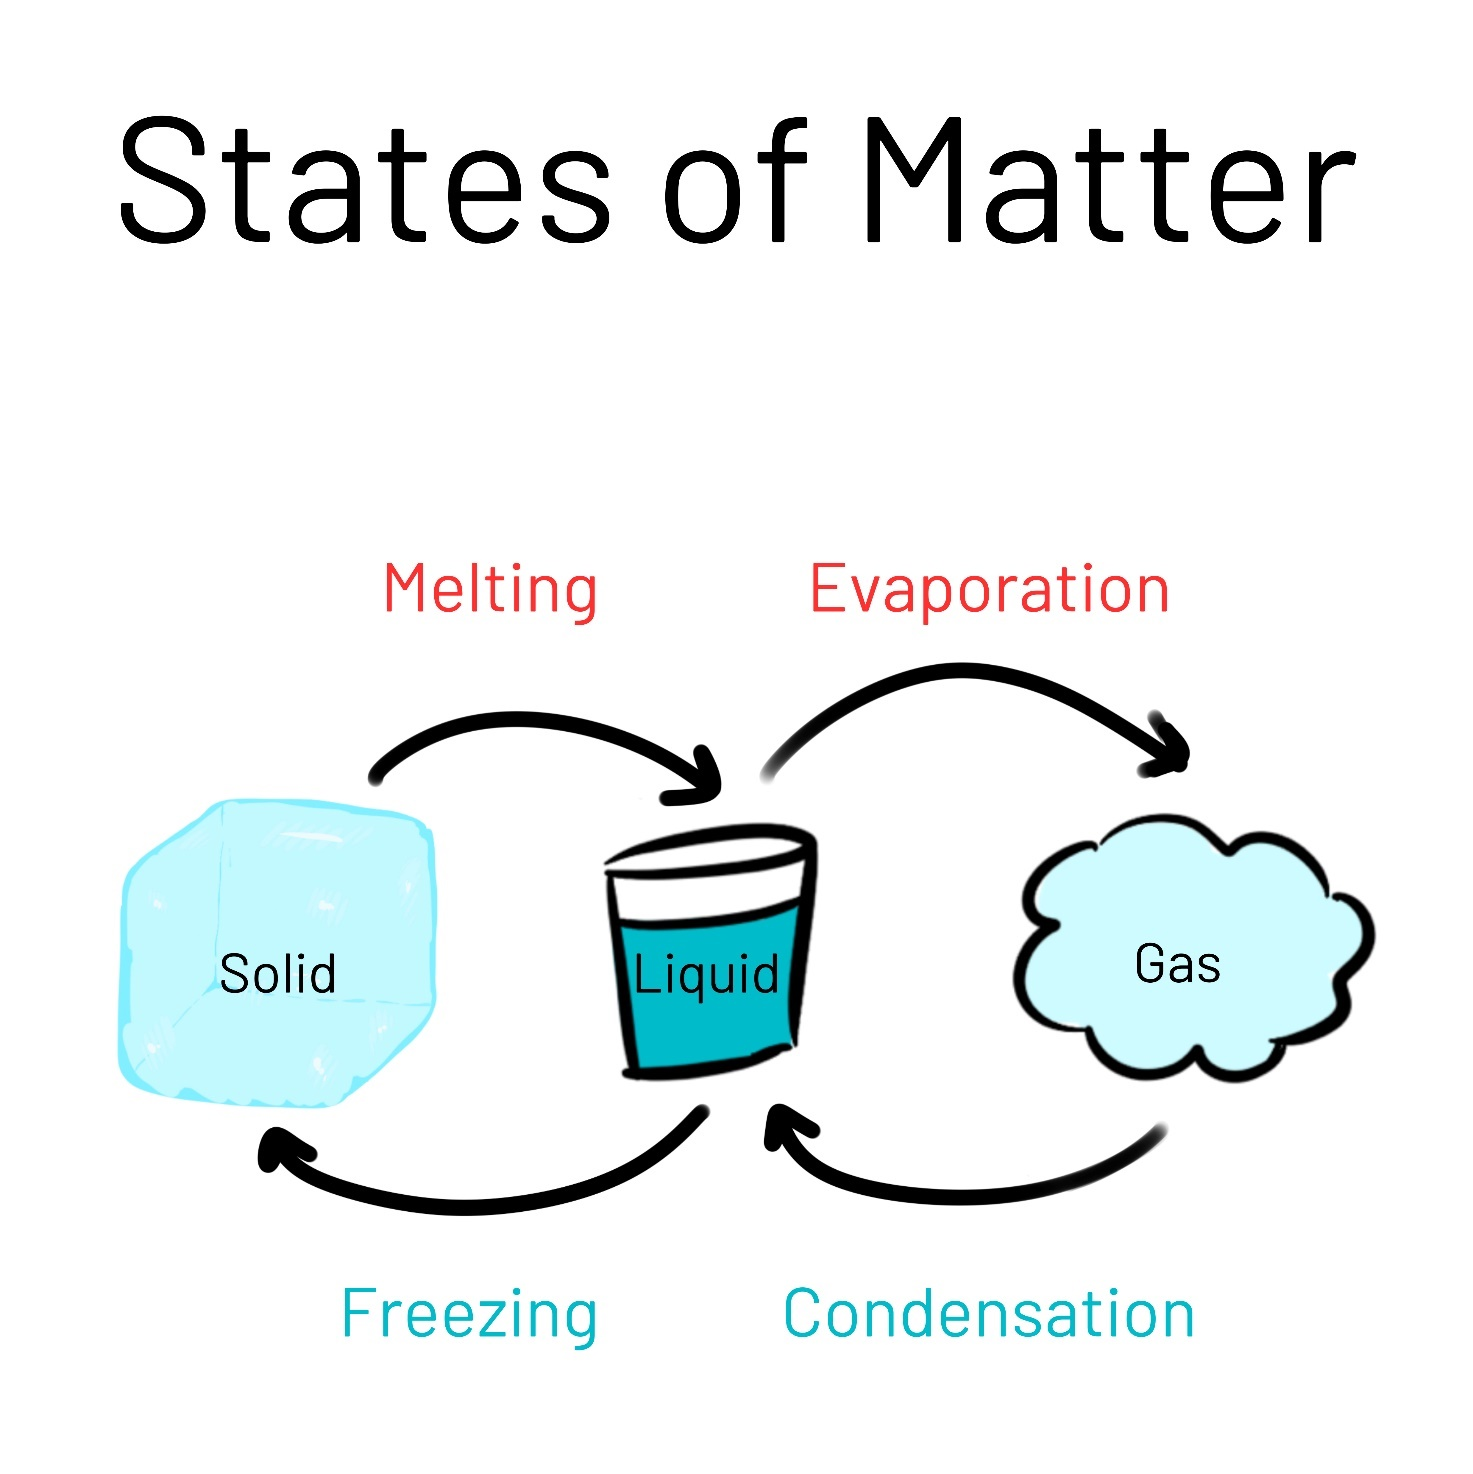 States of Matter
Melting
Evaporation
Solid
Liquid
Gas
Freezing
Condensation